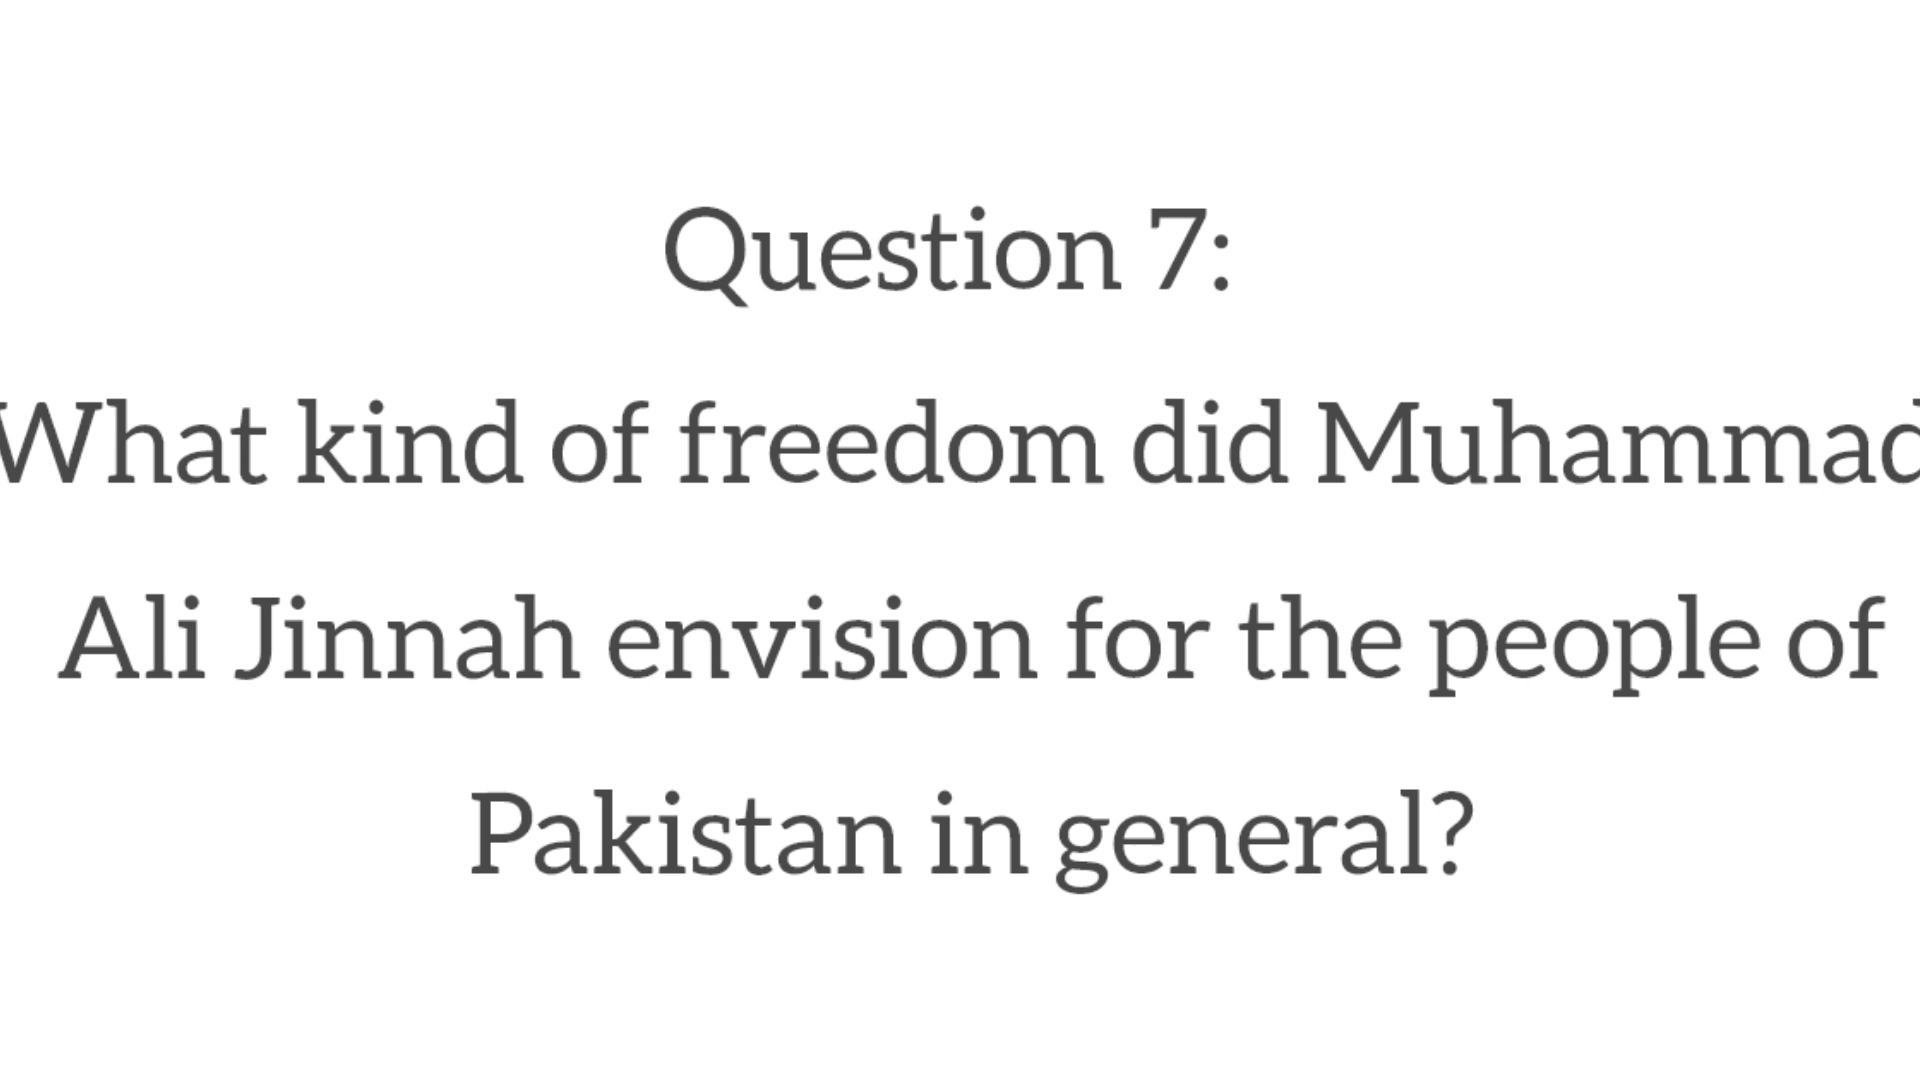 Question 7:
What kind of freedom did Muhammad
Ali Jinnah envision for the people of
Pakistan in general?